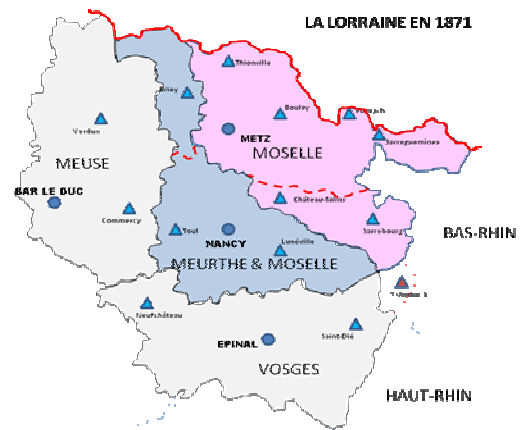 LA LORRAINE EN 1871
Thionville
Briey
Boulay
Verdun
METZ
Sarreguemines
MEUSE
MOSELLE
BAR LE DUC
Château-Salins
Commercy
Toul
NANCY
Sarrebourg
BAS-RHIN
Lunéville
MEURTHE & MOSELLE
Neufchâteau
EPINAL
Saint-Dié
VOSGES
HAUT-RHIN